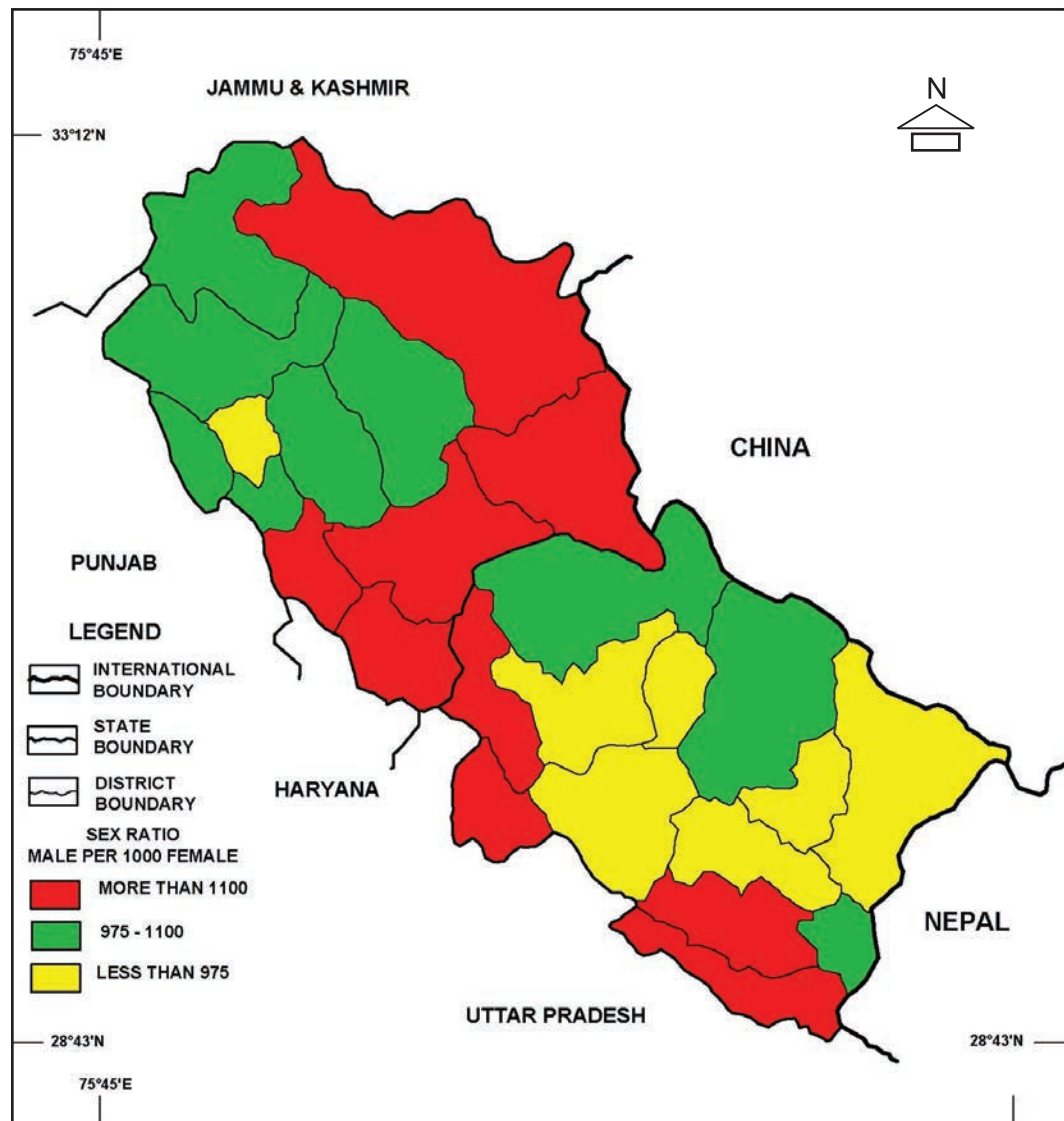 75°45'E
JAMMU & KASHMIR
N
33°12'N
CHINA
PUNJAB
LEGEND
INTERNATIONAL
BOUNDARY
STATE
BOUNDARY
DISTRICT
BOUNDARY
HARYANA
SEX RATIO
MALE PER 1000 FEMALE
MORE THAN 1100
975 - 1100
LESS THAN 975
NEPAL
UTTAR PRADESH
28°43'N
28°43'N
75°45'E